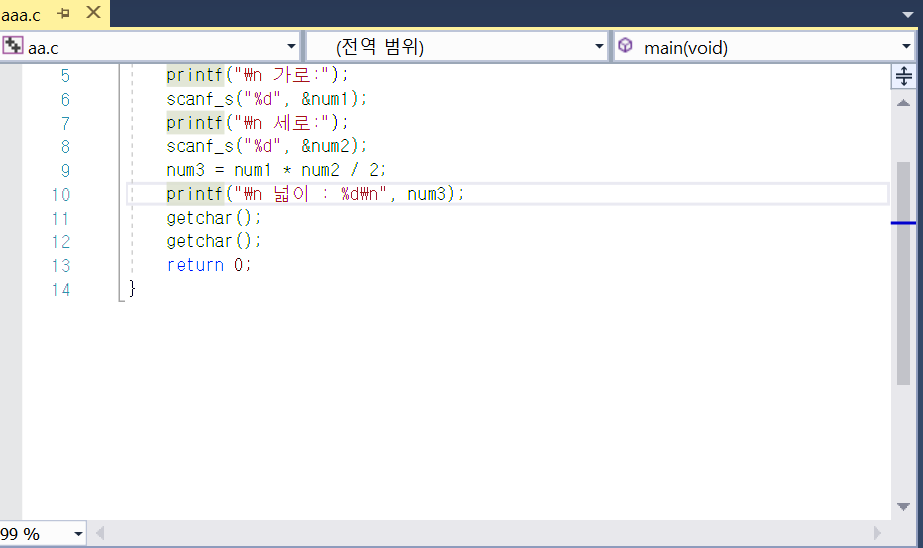 aaa.c
aa.c (전역 범위) main(void)
5 printf("₩n 가로:");
6 scanf_s("%d", &num1);
7 printf("₩n 세로:");
8 scanf_s("%d", &num2);
9 num3 = num1 * num2 / 2;
10 printf("₩n 넓이 : %d₩n", num3);
11 getchar();
12 getchar();
13 return 0;
14 }
99 %